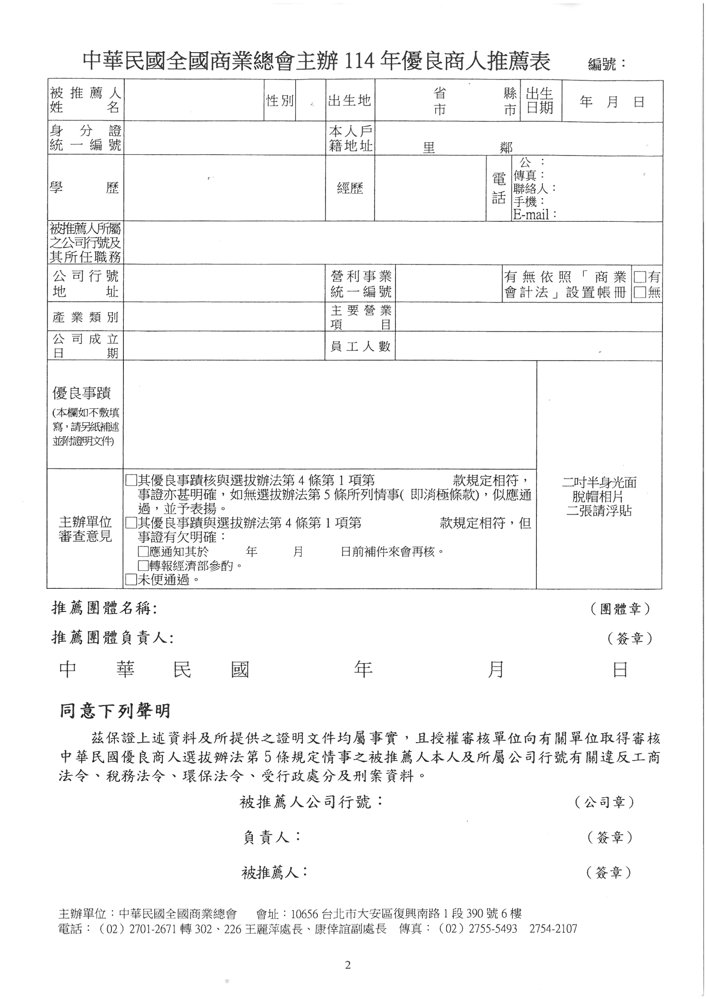 中華民國全國商業總會主辦 114 年優良商人推薦表　編號：
被推薦人
姓名
性別
出生地
省　縣
市　市
出生
日期
年　月　日
身分證
統一編號
本人戶
籍地址
里　鄰
學歷
經歷
電
話
公：
傳真：
聯絡人：
手機：
E-mail：
被推薦人所屬
之公司行號及
其所任職務
公司行號
地址
營利事業
統一編號
有無依照「商業
會計法」設置帳冊
□有
□無
產業類別
主要營業
項目
公司成立
日期
員工人數
優良事蹟
(本欄如不敷填
寫，請另紙補述
並附證明文件)
主辦單位
審查意見
□其優良事蹟核與選拔辦法第 4 條第 1 項第　款規定相符，
事證亦甚明確，如無選拔辦法第 5 條所列情事( 即消極條款)，似應通
過，並予表揚。
□其優良事蹟與選拔辦法第 4 條第 1 項第　款規定相符，但
事證有欠明確：
□應通知其於　年　月　日前補件來會再核。
□轉報經濟部參酌。
□未便通過。
二吋半身光面
脫帽相片
二張請浮貼
推薦團體名稱:　（團體章）
推薦團體負責人:　（簽章）
中　華　民　國　年　月　日
同意下列聲明
茲保證上述資料及所提供之證明文件均屬事實，且授權審核單位向有關單位取得審核
中華民國優良商人選拔辦法第 5 條規定情事之被推薦人本人及所屬公司行號有關違反工商
法令、稅務法令、環保法令、受行政處分及刑案資料。
被推薦人公司行號：　（公司章）
負責人：　（簽章）
被推薦人：　（簽章）
主辦單位：中華民國全國商業總會　會址：10656 台北市大安區復興南路 1 段 390 號 6 樓
電話：（02）2701-2671 轉 302、226 王麗萍處長、康倖誼副處長　傳真：（02）2755-5493　2754-2107
2